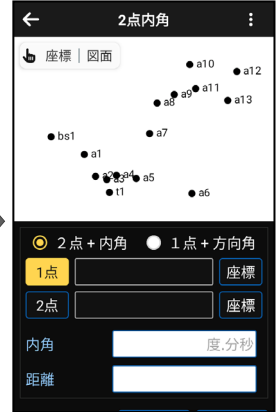 2点内角
座標｜図面
a10
a12
a9
a11
a8
a13
bs1
a7
a1
a2
a3
a4
a5
t1
a6
２点＋内角
１点＋方向角
1点
座標
2点
座標
内角
度.分秒
距離